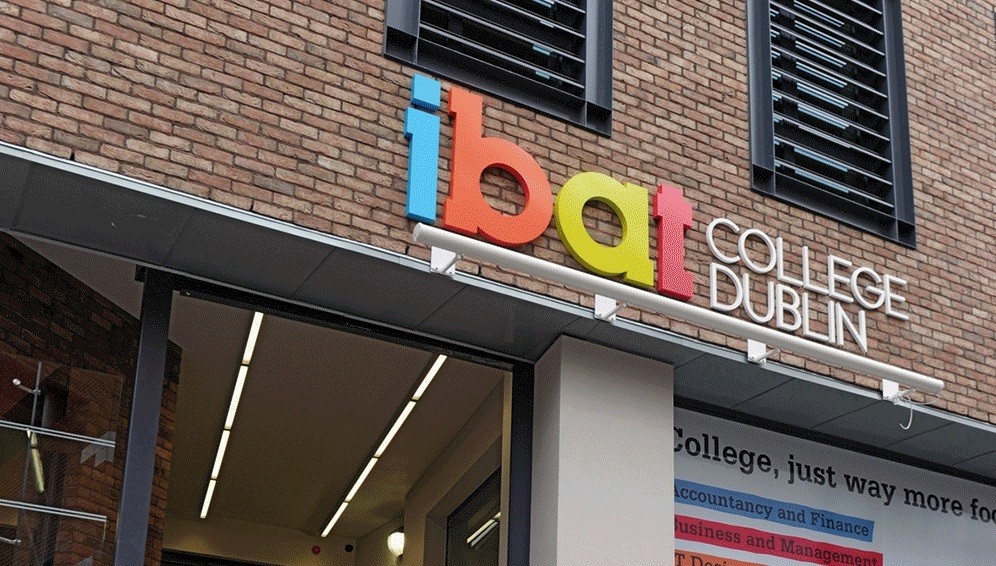 ibat
COLLEGE
DUBLIN
College, just way more
Accountancy and Finance
Business and Management